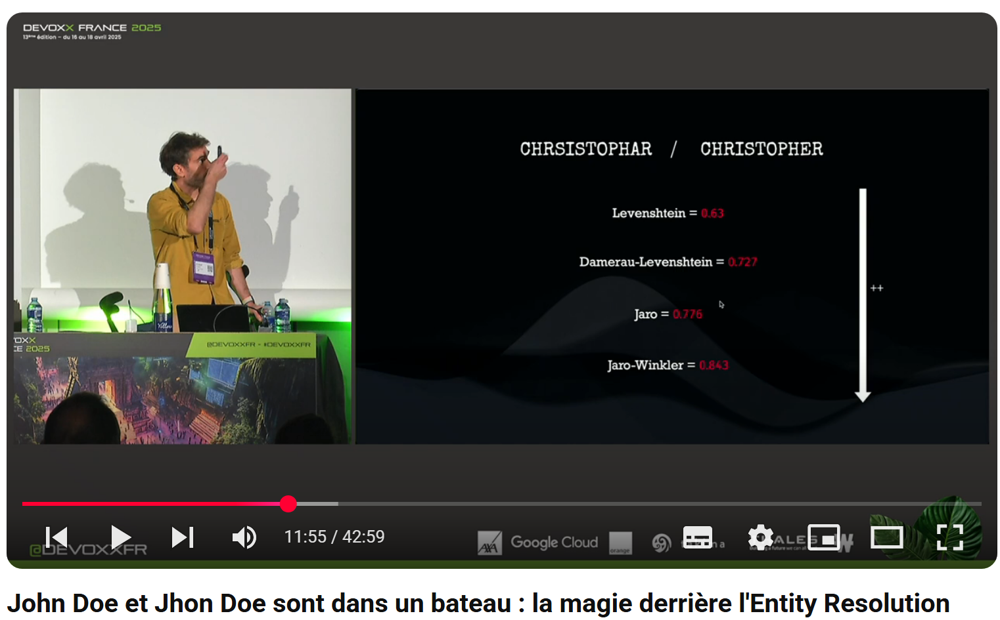 DEVOXX FRANCE 2025
13ème édition – du 16 au 18 avril 2025
CHRSISTOPHAR / CHRISTOPHER
Levenshtein = 0.63
Damerau-Levenshtein = 0.727
++
Jaro = 0.776
Jaro-Winkler = 0.843
OXX
CE 2025
@DEVOXXFR - #DEVOXXFR
11:55 / 42:59
@DEVOXXFR
AXA
Google Cloud
orange
John Doe et Jhon Doe sont dans un bateau : la magie derrière l'Entity Resolution